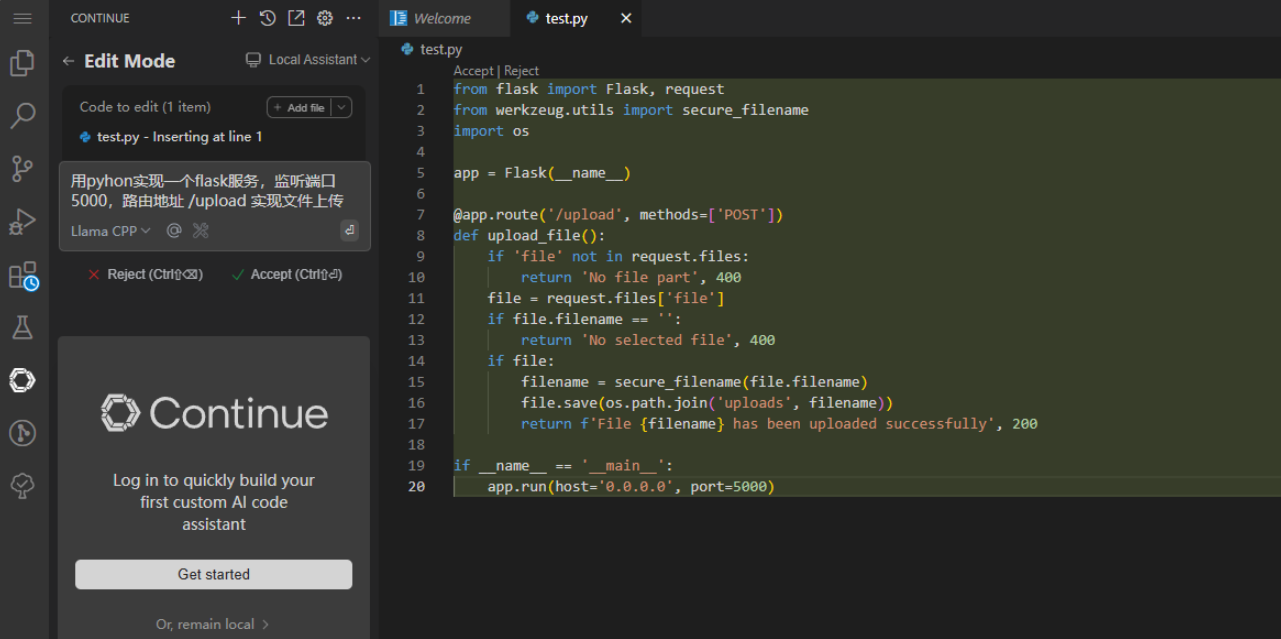 CONTINUE
Edit Mode
Local Assistant
Code to edit (1 item)
+ Add file
test.py - Inserting at line 1
用pyhon实现一个flask服务，监听端口
5000，路由地址 /upload 实现文件上传
Llama CPP
@
Reject (Ctrl⇧⌫)
Accept (Ctrl⇧⏎)
Continue
Log in to quickly build your
first custom AI code
assistant
Get started
Or, remain local >
Welcome
test.py
test.py
Accept | Reject
1 from flask import Flask, request
2 from werkzeug.utils import secure_filename
3 import os
4
5 app = Flask(__name__)
6
7 @app.route('/upload', methods=['POST'])
8 def upload_file():
9     if 'file' not in request.files:
10         return 'No file part', 400
11     file = request.files['file']
12     if file.filename == '':
13         return 'No selected file', 400
14     if file:
15         filename = secure_filename(file.filename)
16         file.save(os.path.join('uploads', filename))
17         return f'File {filename} has been uploaded successfully', 200
18
19 if __name__ == '__main__':
20     app.run(host='0.0.0.0', port=5000)